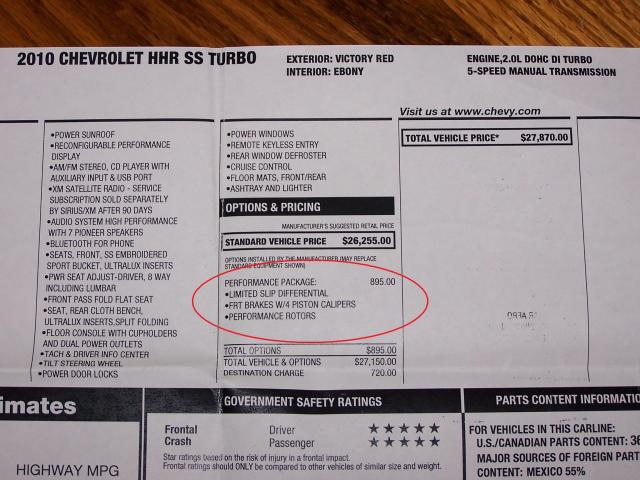 2010 CHEVROLET HHR SS TURBO
EXTERIOR: VICTORY RED
INTERIOR: EBONY
ENGINE,2.0L DOHC DI TURBO
5-SPEED MANUAL TRANSMISSION
Visit us at www.chevy.com
•POWER SUNROOF
•RECONFIGURABLE PERFORMANCE
DISPLAY
•AM/FM STEREO, CD PLAYER WITH
AUXILIARY INPUT & USB PORT
•XM SATELLITE RADIO - SERVICE
SUBSCRIPTION SOLD SEPARATELY
BY SIRIUS/XM AFTER 90 DAYS
•AUDIO SYSTEM HIGH PERFORMANCE
WITH 7 PIONEER SPEAKERS
•BLUETOOTH FOR PHONE
•SEATS, FRONT, SS EMBROIDERED
SPORT BUCKET, ULTRALUX INSERTS
•PWR SEAT ADJUST-DRIVER, 8 WAY
INCLUDING LUMBAR
•FRONT PASS FOLD FLAT SEAT
•SEAT, REAR CLOTH BENCH,
ULTRALUX INSERTS,SPLIT FOLDING
•FLOOR CONSOLE WITH CUPHOLDERS
AND DUAL POWER OUTLETS
•TACH & DRIVER INFO CENTER
•TILT STEERING WHEEL
•POWER DOOR LOCKS
•POWER WINDOWS
•REMOTE KEYLESS ENTRY
•REAR WINDOW DEFROSTER
•CRUISE CONTROL
•FLOOR MATS, FRONT/REAR
•ASHTRAY AND LIGHTER
OPTIONS & PRICING
MANUFACTURER'S SUGGESTED RETAIL PRICE
STANDARD VEHICLE PRICE $26,255.00
OPTIONS INSTALLED BY THE MANUFACTURER (MAY REPLACE
STANDARD EQUIPMENT SHOWN)
PERFORMANCE PACKAGE: 895.00
•LIMITED SLIP DIFFERENTIAL
•FRT BRAKES W/4 PISTON CALIPERS
•PERFORMANCE ROTORS
TOTAL OPTIONS $895.00
TOTAL VEHICLE & OPTIONS $27,150.00
DESTINATION CHARGE 720.00
TOTAL VEHICLE PRICE* $27,870.00
imates
HIGHWAY MPG
GOVERNMENT SAFETY RATINGS
Frontal Driver ★★★★★
Crash Passenger ★★★★★
Star ratings based on the risk of injury in a frontal impact.
Frontal ratings should ONLY be compared to other vehicles of similar size and weight.
PARTS CONTENT INFORMATIO
FOR VEHICLES IN THIS CARLINE:
U.S./CANADIAN PARTS CONTENT: 36
MAJOR SOURCES OF FOREIGN PART
CONTENT: MEXICO 55%